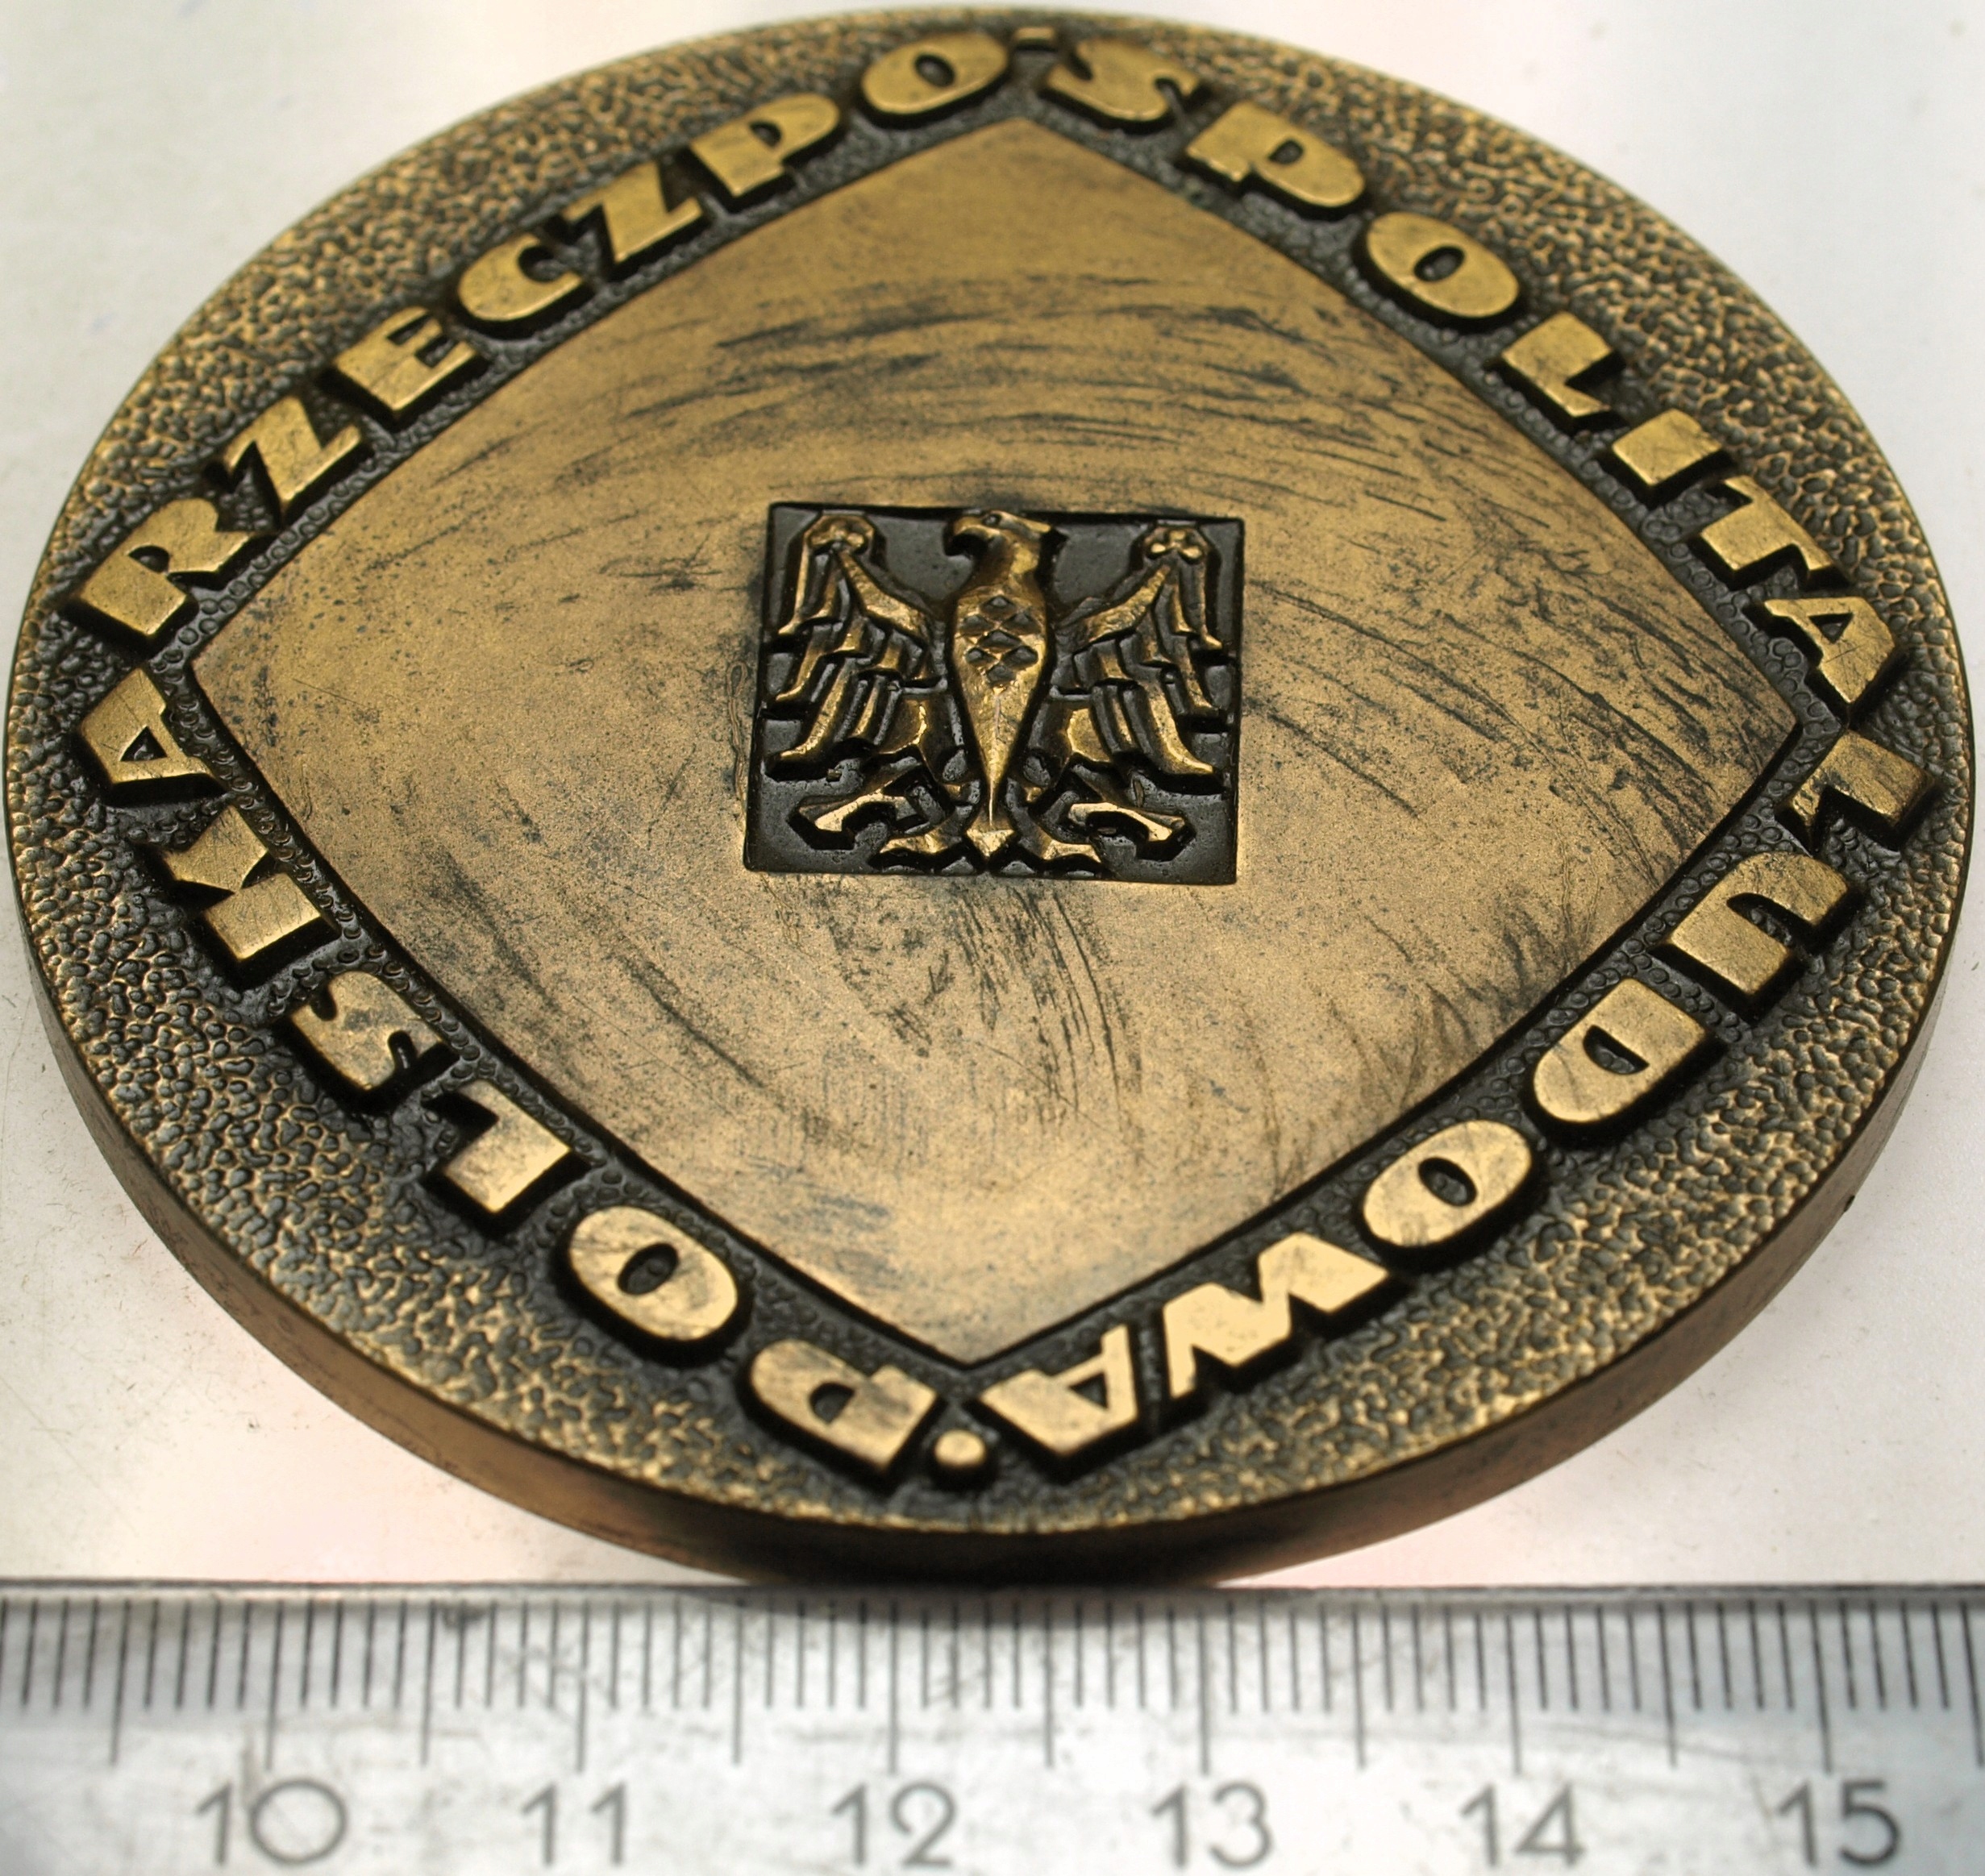 POLSKA RZECZPOSPOLITA LUDOWA
10 11 12 13 14 15